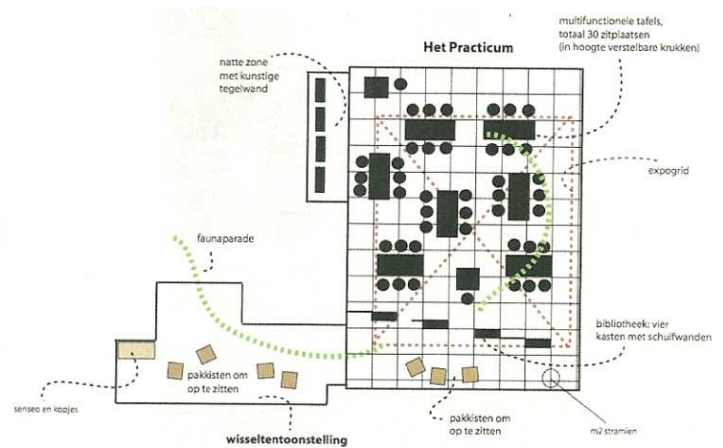 multifunctionele tafels,
totaal 30 zitplaatsen
(in hoogte verstelbare krukken)
Het Practicum
natte zone
met kunstige
tegelwand
expogrid
faunaparade
bibliotheek: vier
kasten met schuifwanden
pakkisten om
op te zitten
senseo en kopjes
pakkisten om
op te zitten
m2 stramien
wisseltentoonstelling